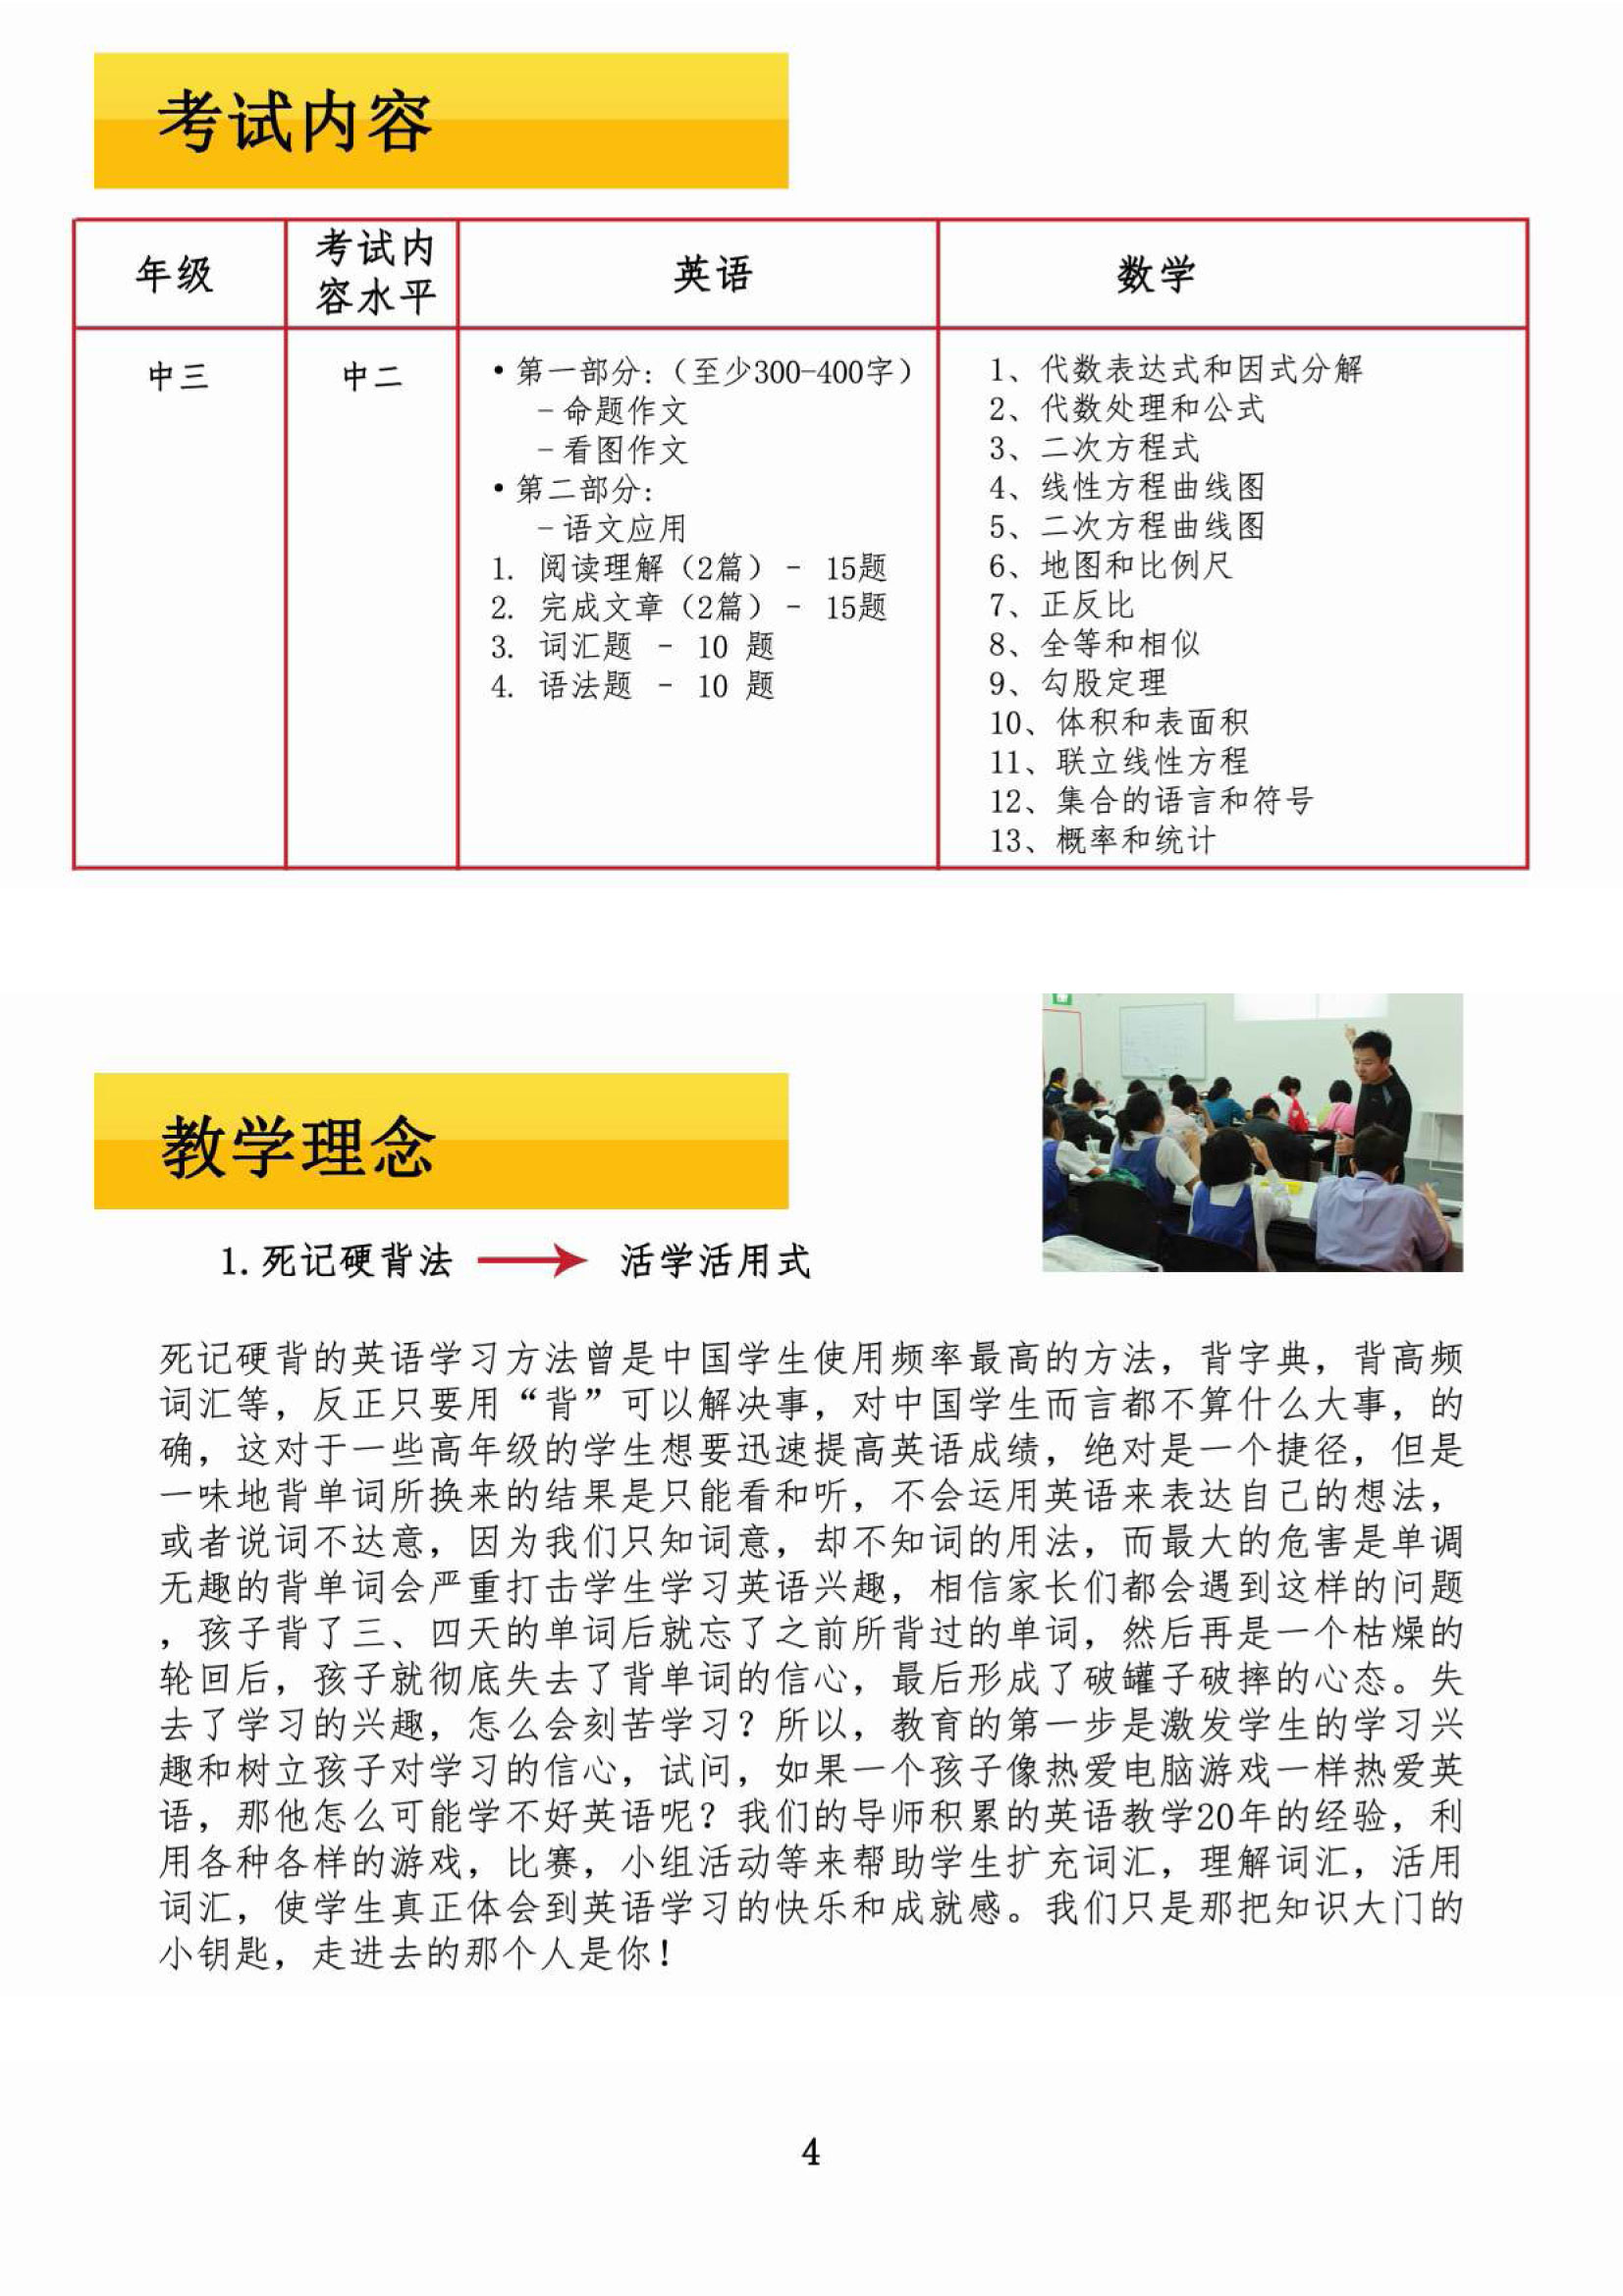 考试内容
年级
考试内
容水平
英语
数学
中三
中二
• 第一部分：（至少300-400字）
- 命题作文
- 看图作文
• 第二部分：
- 语文应用
1. 阅读理解（2篇） - 15题
2. 完成文章（2篇） - 15题
3. 词汇题 - 10 题
4. 语法题 - 10 题
1、代数表达式和因式分解
2、代数处理和公式
3、二次方程式
4、线性方程曲线图
5、二次方程曲线图
6、地图和比例尺
7、正反比
8、全等和相似
9、勾股定理
10、体积和表面积
11、联立线性方程
12、集合的语言和符号
13、概率和统计
教学理念
1. 死记硬背法 → 活学活用式
死记硬背的英语学习方法曾是中国学生使用频率最高的方法，背字典，背高频
词汇等，反正只要用“背”可以解决事，对中国学生而言都不算什么大事，的
确，这对于一些高年级的学生想要迅速提高英语成绩，绝对是一个捷径，但是
一味地背单词所换来的结果是只能看和听，不会运用英语来表达自己的想法，
或者说词不达意，因为我们只知词意，却不知词的用法，而最大的危害是单调
无趣的背单词会严重打击学生学习英语兴趣，相信家长们都会遇到这样的问题
，孩子背了三、四天的单词后就忘了之前所背过的单词，然后再是一个枯燥的
轮回后，孩子就彻底失去了背单词的信心，最后形成了破罐子破摔的心态。失
去了学习的兴趣，怎么会刻苦学习？所以，教育的第一步是激发学生的学习兴
趣和树立孩子对学习的信心，试问，如果一个孩子像热爱电脑游戏一样热爱英
语，那他怎么可能学不好英语呢？我们的导师积累的英语教学20年的经验，利
用各种各样的游戏，比赛，小组活动等来帮助学生扩充词汇，理解词汇，活用
词汇，使学生真正体会到英语学习的快乐和成就感。我们只是那把知识大门的
小钥匙，走进去的那个人是你！
4